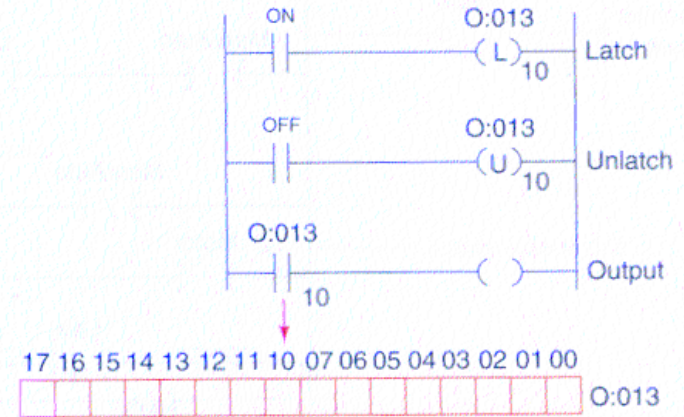 ON O:013
( L ) 10 Latch
OFF O:013
( U ) 10 Unlatch
O:013
10 ( ) Output
17 16 15 14 13 12 11 10 07 06 05 04 03 02 01 00
O:013